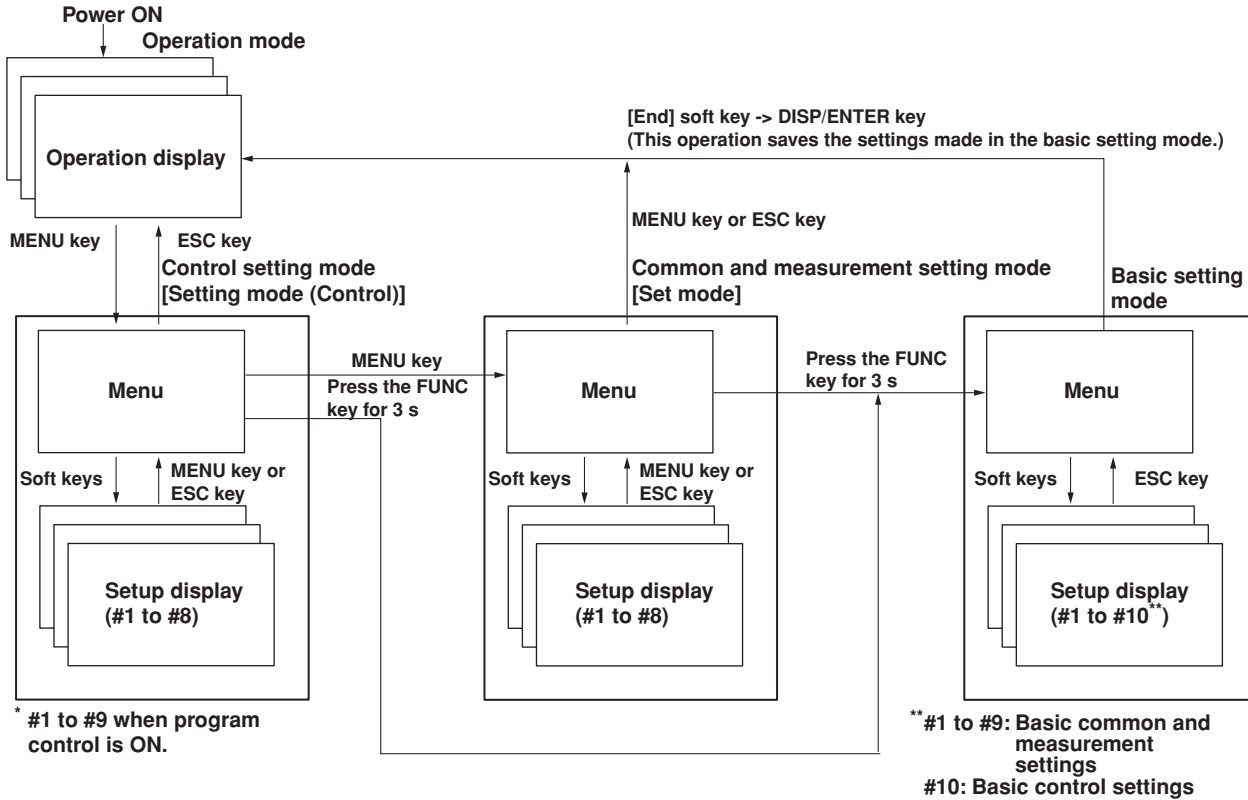 Power ON
Operation mode
Operation display
[End] soft key -> DISP/ENTER key
(This operation saves the settings made in the basic setting mode.)
MENU key
ESC key
MENU key or ESC key
Control setting mode
[Setting mode (Control)]
Common and measurement setting mode
[Set mode]
Basic setting
mode
Menu
MENU key
Press the FUNC
key for 3 s
Menu
Press the FUNC
key for 3 s
Menu
Soft keys
MENU key or
ESC key
Soft keys
MENU key or
ESC key
Soft keys
ESC key
Setup display
(#1 to #8)
Setup display
(#1 to #8)
Setup display
(#1 to #10**)
* #1 to #9 when program
control is ON.
**#1 to #9: Basic common and
measurement
settings
#10: Basic control settings